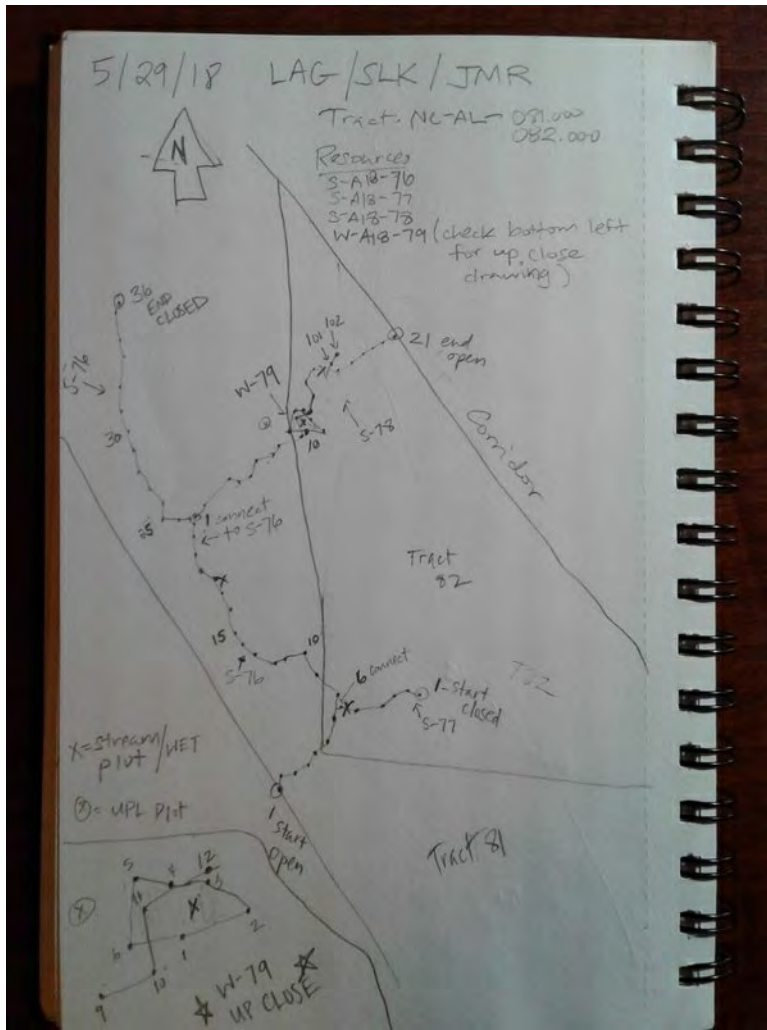 5/29/18 LAG/SLK/JMR
Tract. NC-AL- 081.000
082.000
N
Resources
S-A18-76
S-A18-77
S-A18-78
W-A18-79 (check bottom left
for up close
drawing)
36
END
CLOSED
101 102
21 end
open
S-76
W-79
S-78
30
10
Corridor
25
1 connect
to S-76
Tract
82
15
10
S-76
6 connect
1-start
closed
S-77
X=stream
plot/WET
ⓧ= UPL Plot
1
start
open
Tract 81
5
4
12
11
3
X
2
6
1
10
9
W-79
UP CLOSE